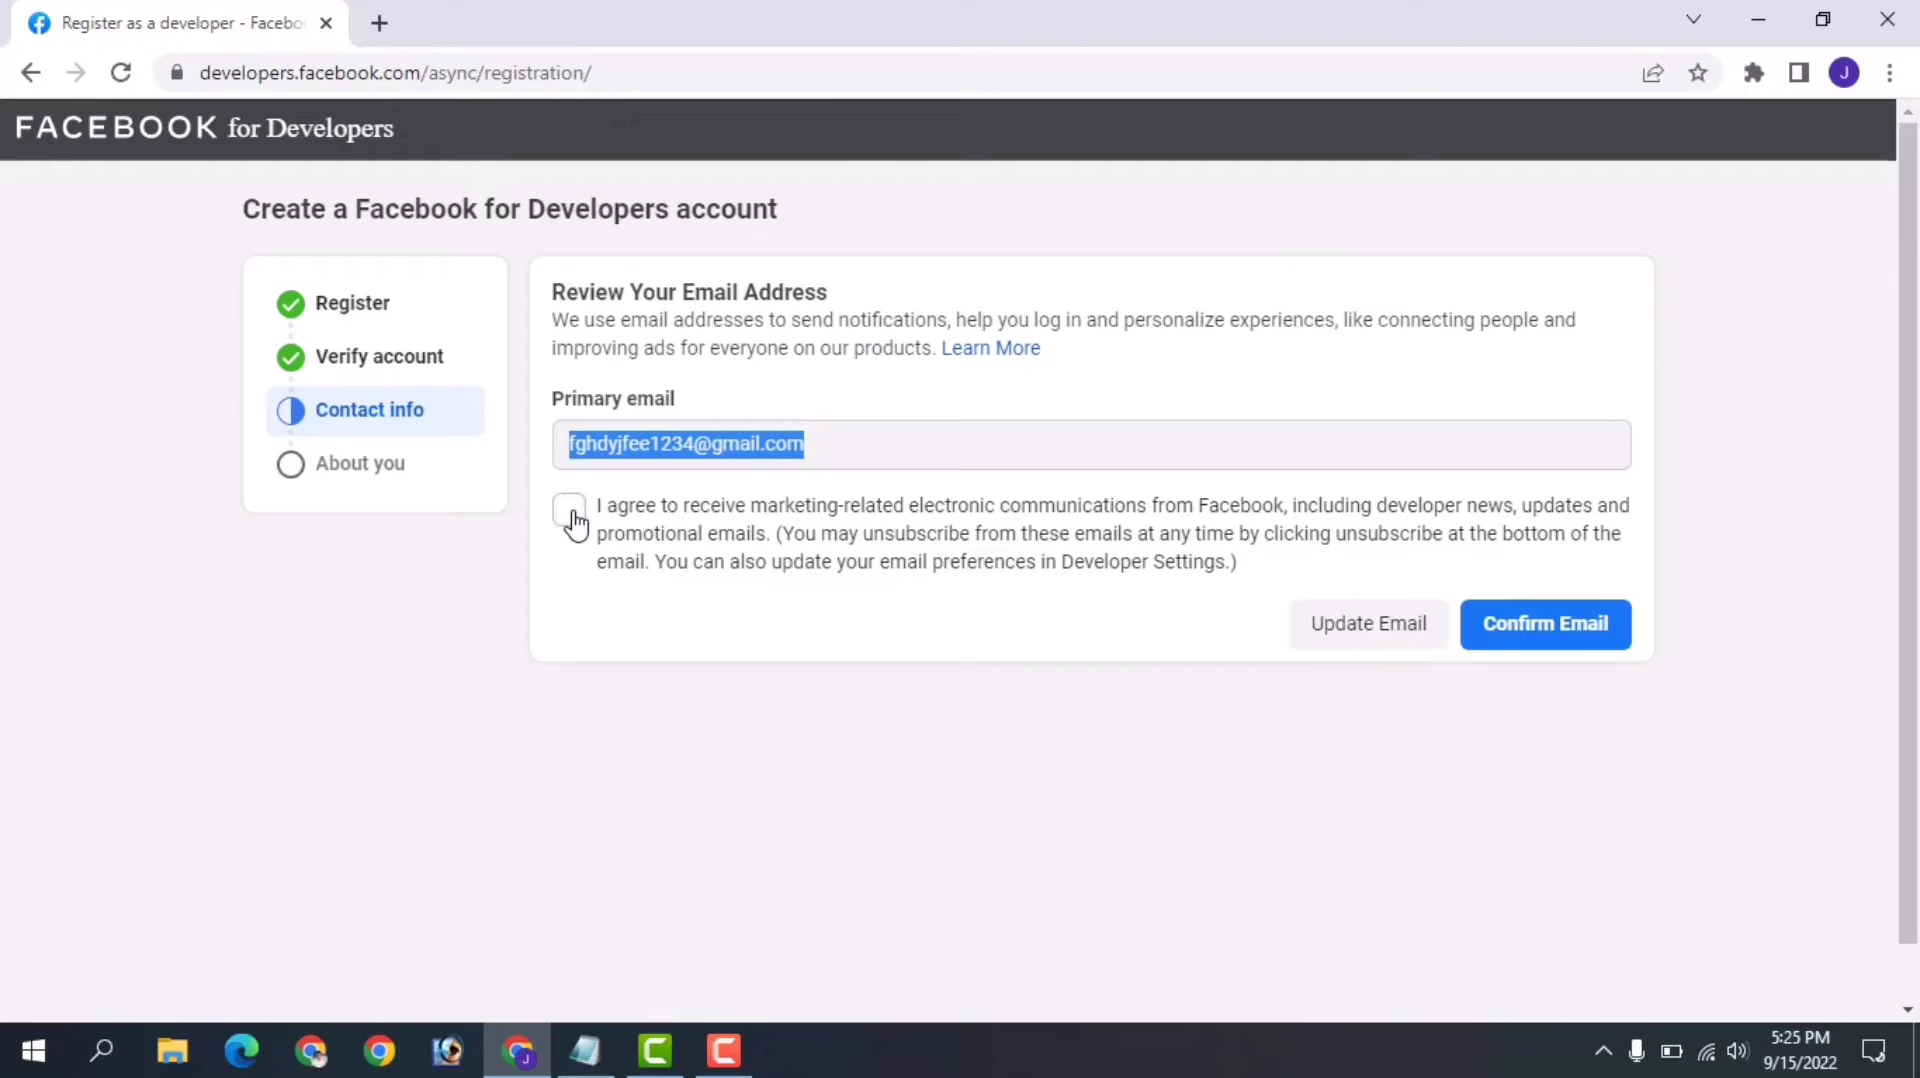 Register as a developer - Facebo
developers.facebook.com/async/registration/
J
FACEBOOK for Developers
Create a Facebook for Developers account
Register
Verify account
Contact info
About you
Review Your Email Address
We use email addresses to send notifications, help you log in and personalize experiences, like connecting people and
improving ads for everyone on our products. Learn More
Primary email
fghdyjfee1234@gmail.com
I agree to receive marketing-related electronic communications from Facebook, including developer news, updates and
promotional emails. (You may unsubscribe from these emails at any time by clicking unsubscribe at the bottom of the
email. You can also update your email preferences in Developer Settings.)
Update Email
Confirm Email
J
5:25 PM
9/15/2022